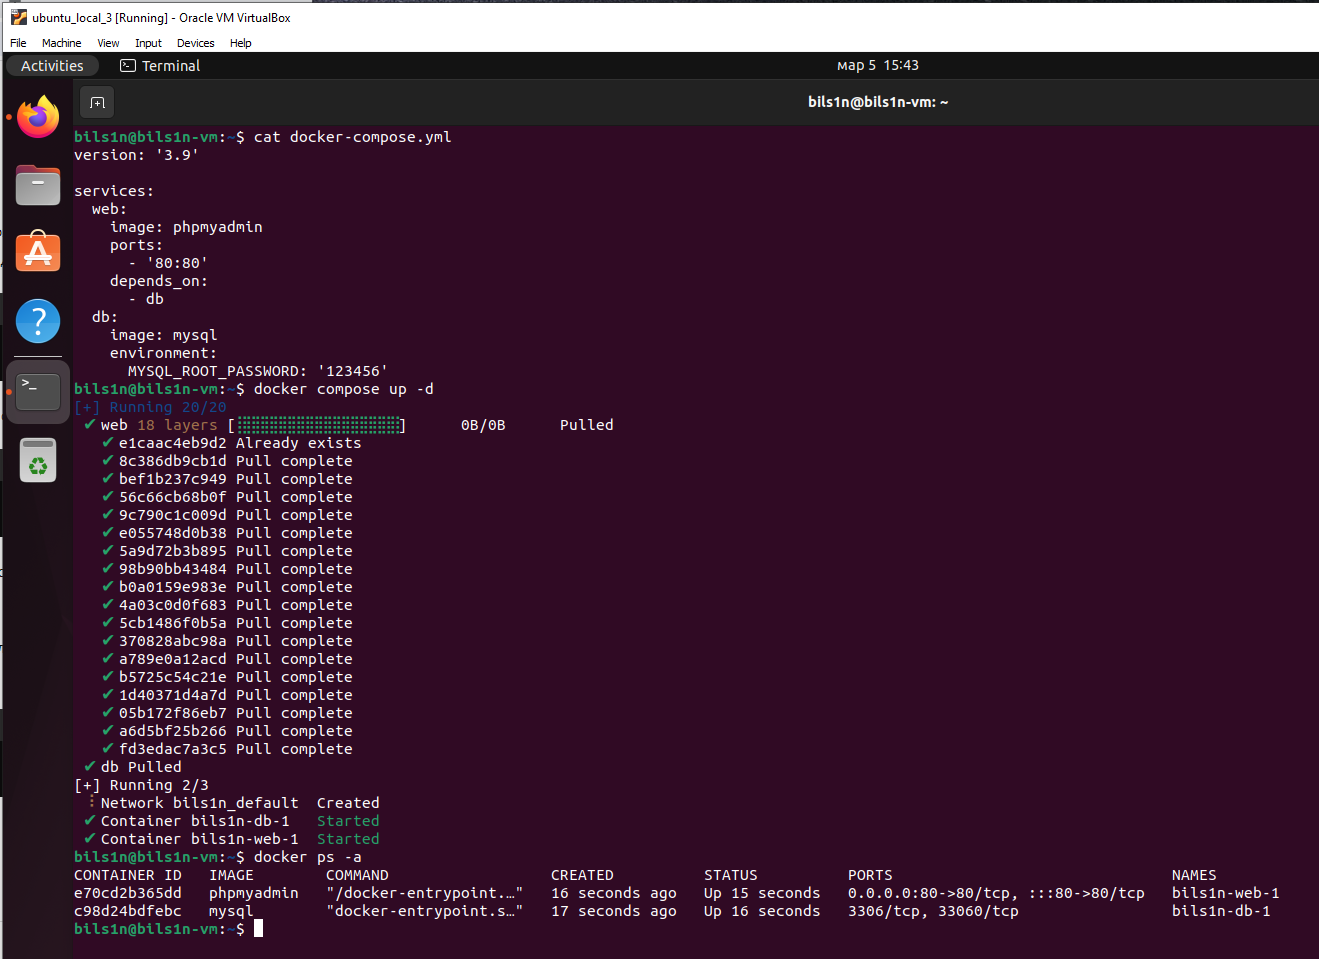 ubuntu_local_3 [Running] - Oracle VM VirtualBox
File Machine View Input Devices Help
Activities Terminal мар 5 15:43
bils1n@bils1n-vm: ~
bils1n@bils1n-vm:~$ cat docker-compose.yml
version: '3.9'
services:
  web:
    image: phpmyadmin
    ports:
      - '80:80'
    depends_on:
      - db
  db:
    image: mysql
    environment:
      MYSQL_ROOT_PASSWORD: '123456'
bils1n@bils1n-vm:~$ docker compose up -d
[+] Running 20/20
 ✔ web 18 layers [⣿⣿⣿⣿⣿⣿⣿⣿⣿⣿⣿⣿⣿⣿⣿⣿⣿⣿]      0B/0B      Pulled
   ✔ e1caac4eb9d2 Already exists
   ✔ 8c386db9cb1d Pull complete
   ✔ bef1b237c949 Pull complete
   ✔ 56c66cb68b0f Pull complete
   ✔ 9c790c1c009d Pull complete
   ✔ e055748d0b38 Pull complete
   ✔ 5a9d72b3b895 Pull complete
   ✔ 98b90bb43484 Pull complete
   ✔ b0a0159e983e Pull complete
   ✔ 4a03c0d0f683 Pull complete
   ✔ 5cb1486f0b5a Pull complete
   ✔ 370828abc98a Pull complete
   ✔ a789e0a12acd Pull complete
   ✔ b5725c54c21e Pull complete
   ✔ 1d40371d4a7d Pull complete
   ✔ 05b172f86eb7 Pull complete
   ✔ a6d5bf25b266 Pull complete
   ✔ fd3edac7a3c5 Pull complete
 ✔ db Pulled
[+] Running 2/3
 ⠸ Network bils1n_default  Created
 ✔ Container bils1n-db-1   Started
 ✔ Container bils1n-web-1  Started
bils1n@bils1n-vm:~$ docker ps -a
CONTAINER ID   IMAGE        COMMAND                  CREATED          STATUS          PORTS                               NAMES
e70cd2b365dd   phpmyadmin   "/docker-entrypoint.…"   16 seconds ago   Up 15 seconds   0.0.0.0:80->80/tcp, :::80->80/tcp   bils1n-web-1
c98d24bdfebc   mysql        "docker-entrypoint.s…"   17 seconds ago   Up 16 seconds   3306/tcp, 33060/tcp                 bils1n-db-1
bils1n@bils1n-vm:~$